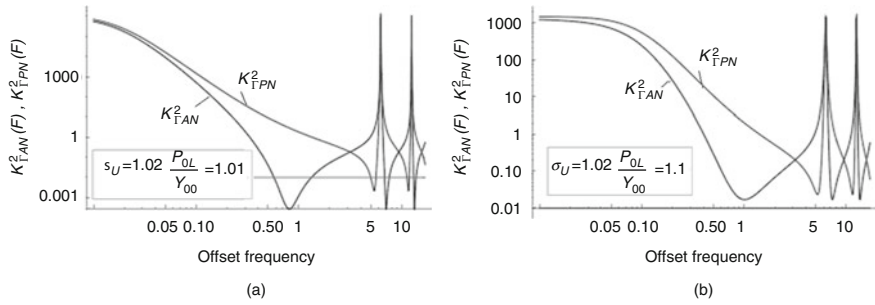 K²ΓAN(F) , K²ΓPN(F)
1000
1
0.001
K²ΓPN
K²ΓAN
sU=1.02 P0L/Y00 =1.01
0.05 0.10 0.50 1 5 10
Offset frequency
(a)
K²ΓAN(F) , K²ΓPN(F)
1000
100
10
1
0.10
0.01
K²ΓPN
K²ΓAN
σU=1.02 P0L/Y00 =1.1
0.05 0.10 0.50 1 5 10
Offset frequency
(b)